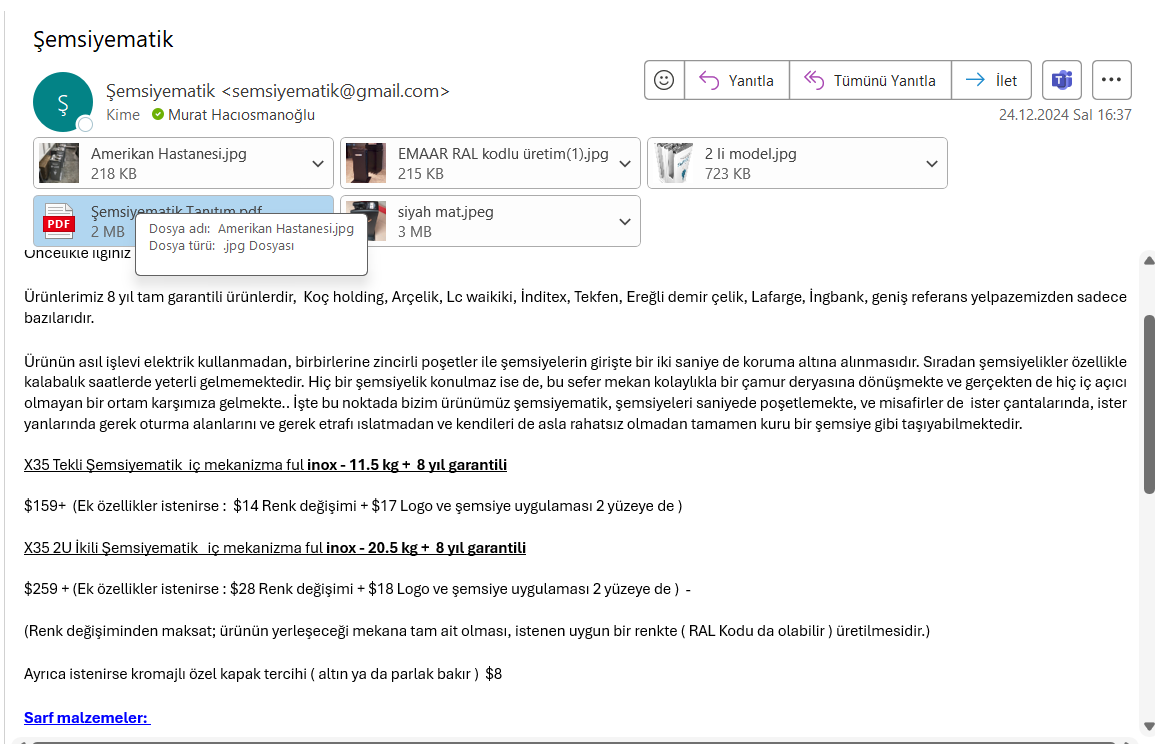 Şemsiyematik
Ş
Şemsiyematik <semsiyematik@gmail.com>
Kime Murat Hacıosmanoğlu
Yanıtla
Tümünü Yanıtla
İlet
24.12.2024 Sal 16:37
Amerikan Hastanesi.jpg
218 KB
EMAAR RAL kodlu üretim(1).jpg
215 KB
2 li model.jpg
723 KB
PDF
Şemsiyematik Tanıtım.pdf
2 MB
siyah mat.jpeg
3 MB
Dosya adı: Amerikan Hastanesi.jpg
Dosya türü: .jpg Dosyası
Öncelikle ilginiz
Ürünlerimiz 8 yıl tam garantili ürünlerdir, Koç holding, Arçelik, Lc waikiki, İnditex, Tekfen, Ereğli demir çelik, Lafarge, İngbank, geniş referans yelpazemizden sadece
bazılarıdır.
Ürünün asıl işlevi elektrik kullanmadan, birbirlerine zincirli poşetler ile şemsiyelerin girişte bir iki saniye de koruma altına alınmasıdır. Sıradan şemsiyelikler özellikle
kalabalık saatlerde yeterli gelmemektedir. Hiç bir şemsiyelik konulmaz ise de, bu sefer mekan kolaylıkla bir çamur deryasına dönüşmekte ve gerçekten de hiç iç açıcı
olmayan bir ortam karşımıza gelmekte.. İşte bu noktada bizim ürünümüz şemsiyematik, şemsiyeleri saniyede poşetlemekte, ve misafirler de ister çantalarında, ister
yanlarında gerek oturma alanlarını ve gerek etrafı ıslatmadan ve kendileri de asla rahatsız olmadan tamamen kuru bir şemsiye gibi taşıyabilmektedir.
X35 Tekli Şemsiyematik iç mekanizma ful inox - 11.5 kg + 8 yıl garantili
$159+ (Ek özellikler istenirse : $14 Renk değişimi + $17 Logo ve şemsiye uygulaması 2 yüzeye de )
X35 2U İkili Şemsiyematik iç mekanizma ful inox - 20.5 kg + 8 yıl garantili
$259 + (Ek özellikler istenirse : $28 Renk değişimi + $18 Logo ve şemsiye uygulaması 2 yüzeye de ) -
(Renk değişiminden maksat; ürünün yerleşeceği mekana tam ait olması, istenen uygun bir renkte ( RAL Kodu da olabilir ) üretilmesidir.)
Ayrıca istenirse kromajlı özel kapak tercihi ( altın ya da parlak bakır ) $8
Sarf malzemeler: